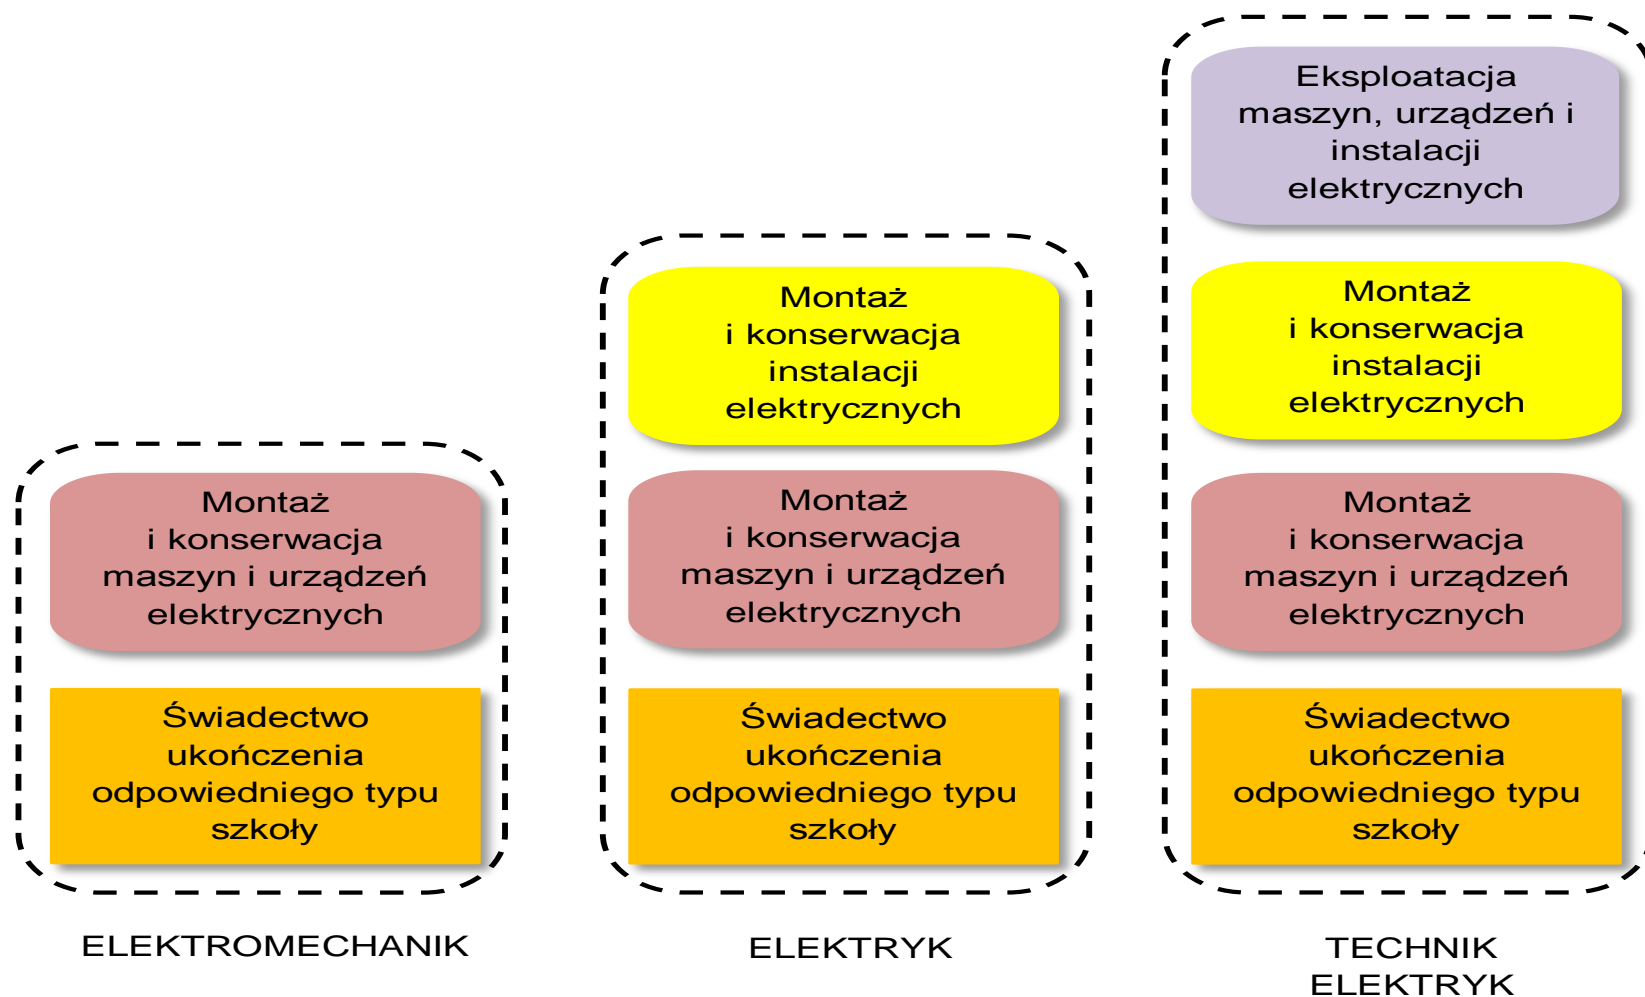 Montaż
i konserwacja
maszyn i urządzeń
elektrycznych
Świadectwo
ukończenia
odpowiedniego typu
szkoły
ELEKTROMECHANIK
Montaż
i konserwacja
instalacji
elektrycznych
Montaż
i konserwacja
maszyn i urządzeń
elektrycznych
Świadectwo
ukończenia
odpowiedniego typu
szkoły
ELEKTRYK
Eksploatacja
maszyn, urządzeń i
instalacji
elektrycznych
Montaż
i konserwacja
instalacji
elektrycznych
Montaż
i konserwacja
maszyn i urządzeń
elektrycznych
Świadectwo
ukończenia
odpowiedniego typu
szkoły
TECHNIK
ELEKTRYK